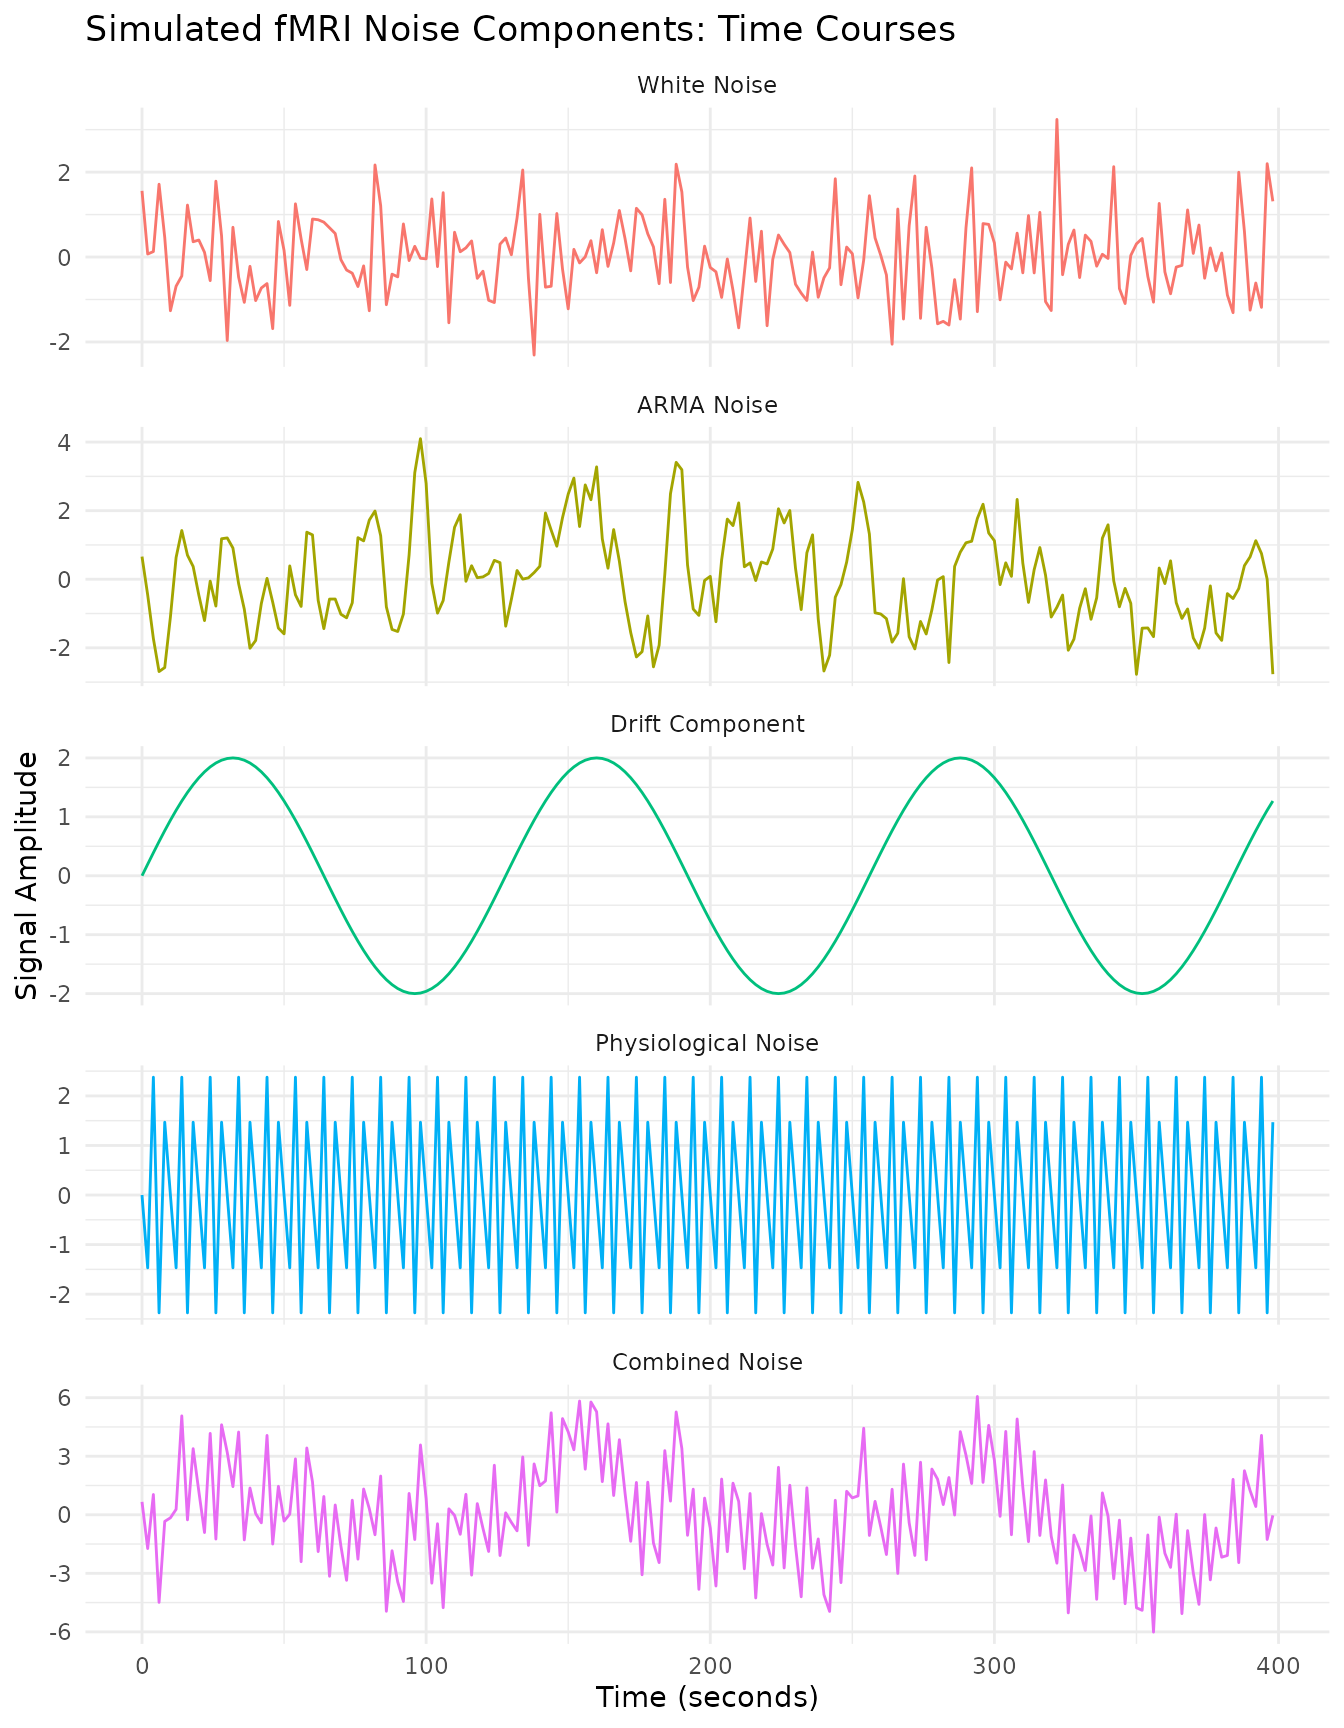 Simulated fMRI Noise Components: Time Courses
White Noise
2
0
-2
ARMA Noise
4
2
0
-2
Drift Component
2
1
0
-1
-2
Signal Amplitude
Physiological Noise
2
1
0
-1
-2
Combined Noise
6
3
0
-3
-6
0 100 200 300 400
Time (seconds)